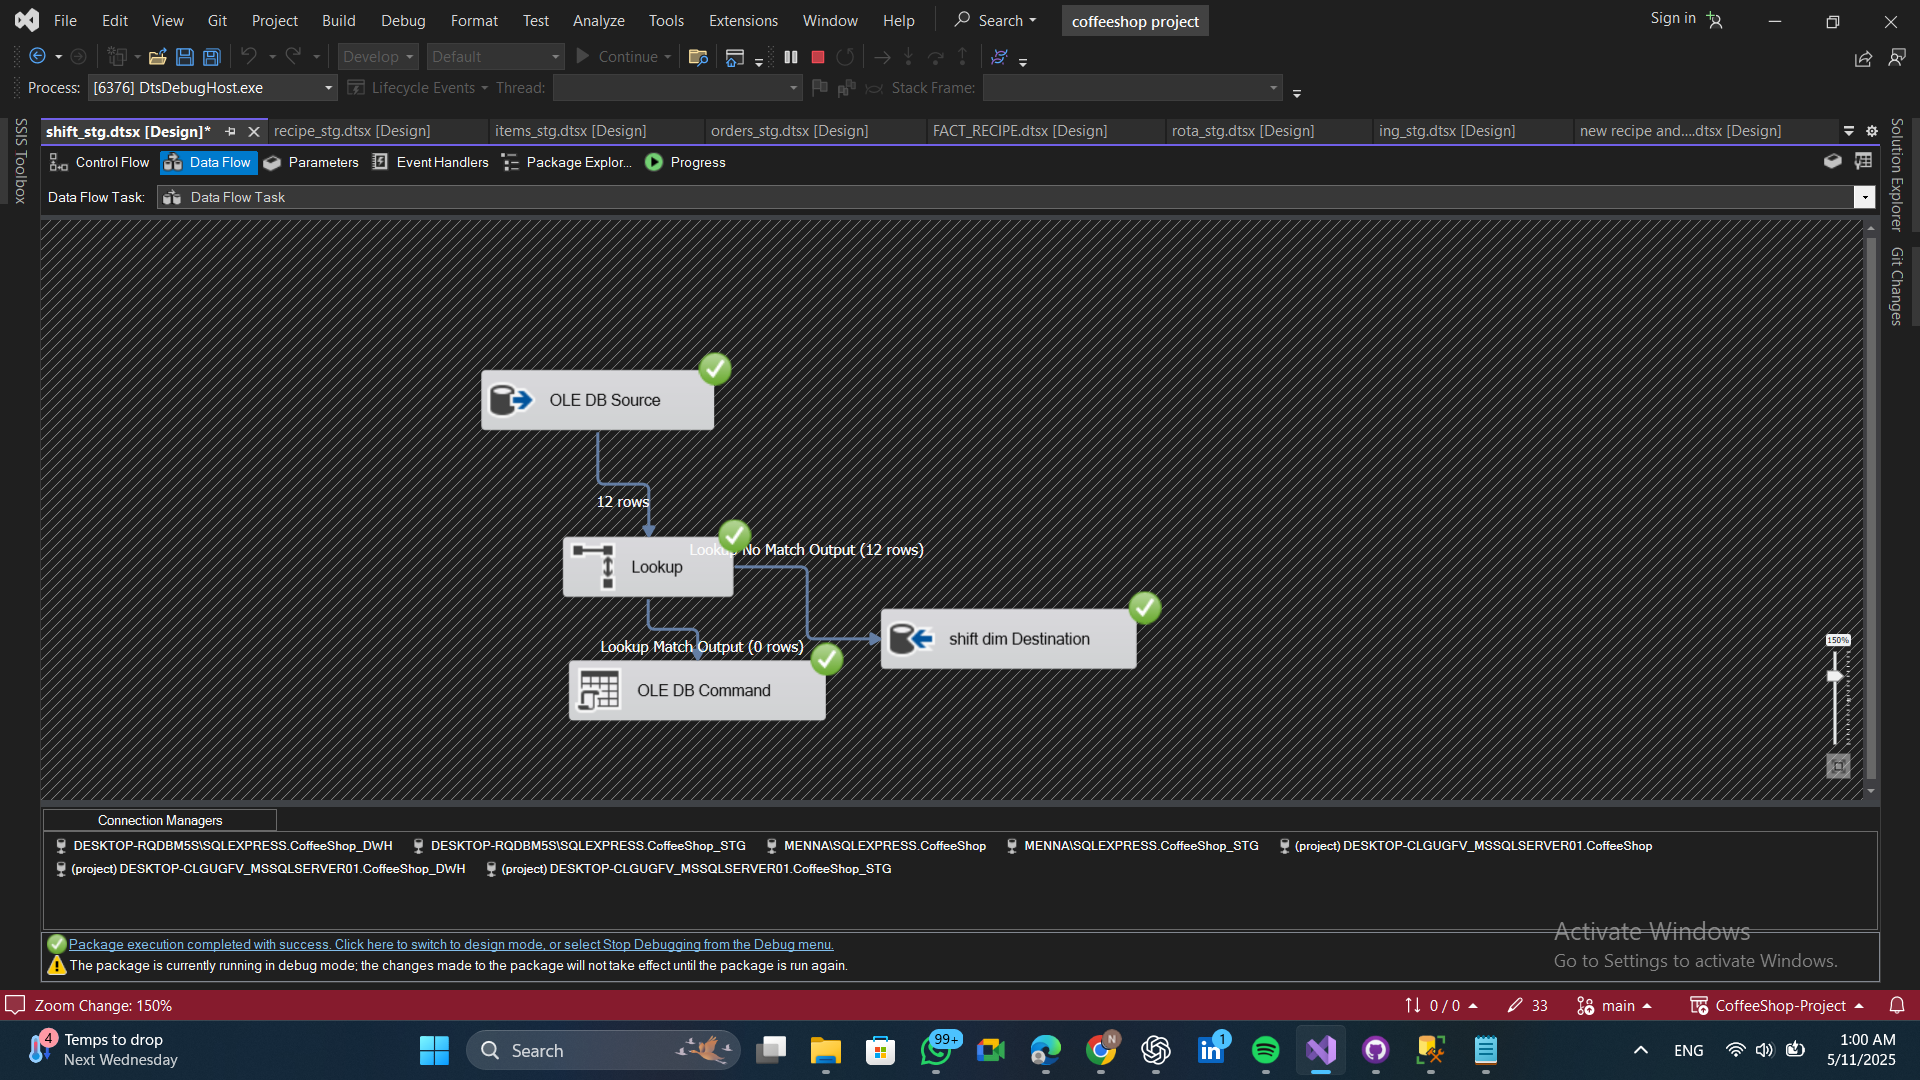 File Edit View Git Project Build Debug Format Test Analyze Tools Extensions Window Help Search coffeeshop project Sign in
Develop Default Continue
Process: [6376] DtsDebugHost.exe Lifecycle Events Thread: Stack Frame:
SSIS Toolbox
shift_stg.dtsx [Design]* recipe_stg.dtsx [Design] items_stg.dtsx [Design] orders_stg.dtsx [Design] FACT_RECIPE.dtsx [Design] rota_stg.dtsx [Design] ing_stg.dtsx [Design] new recipe and....dtsx [Design]
Solution Explorer
Git Changes
Control Flow Data Flow Parameters Event Handlers Package Explor... Progress
Data Flow Task: Data Flow Task
OLE DB Source
12 rows
Lookup No Match Output (12 rows)
Lookup
shift dim Destination
Lookup Match Output (0 rows)
OLE DB Command
150%
Connection Managers
DESKTOP-RQDBM5S\SQLEXPRESS.CoffeeShop_DWH DESKTOP-RQDBM5S\SQLEXPRESS.CoffeeShop_STG MENNA\SQLEXPRESS.CoffeeShop MENNA\SQLEXPRESS.CoffeeShop_STG (project) DESKTOP-CLGUGFV_MSSQLSERVER01.CoffeeShop
(project) DESKTOP-CLGUGFV_MSSQLSERVER01.CoffeeShop_DWH (project) DESKTOP-CLGUGFV_MSSQLSERVER01.CoffeeShop_STG
Activate Windows
Go to Settings to activate Windows.
Package execution completed with success. Click here to switch to design mode, or select Stop Debugging from the Debug menu.
The package is currently running in debug mode; the changes made to the package will not take effect until the package is run again.
Zoom Change: 150% 0 / 0 33 main CoffeeShop-Project
4 Temps to drop
Next Wednesday
Search 99+ N 1 ENG
1:00 AM
5/11/2025